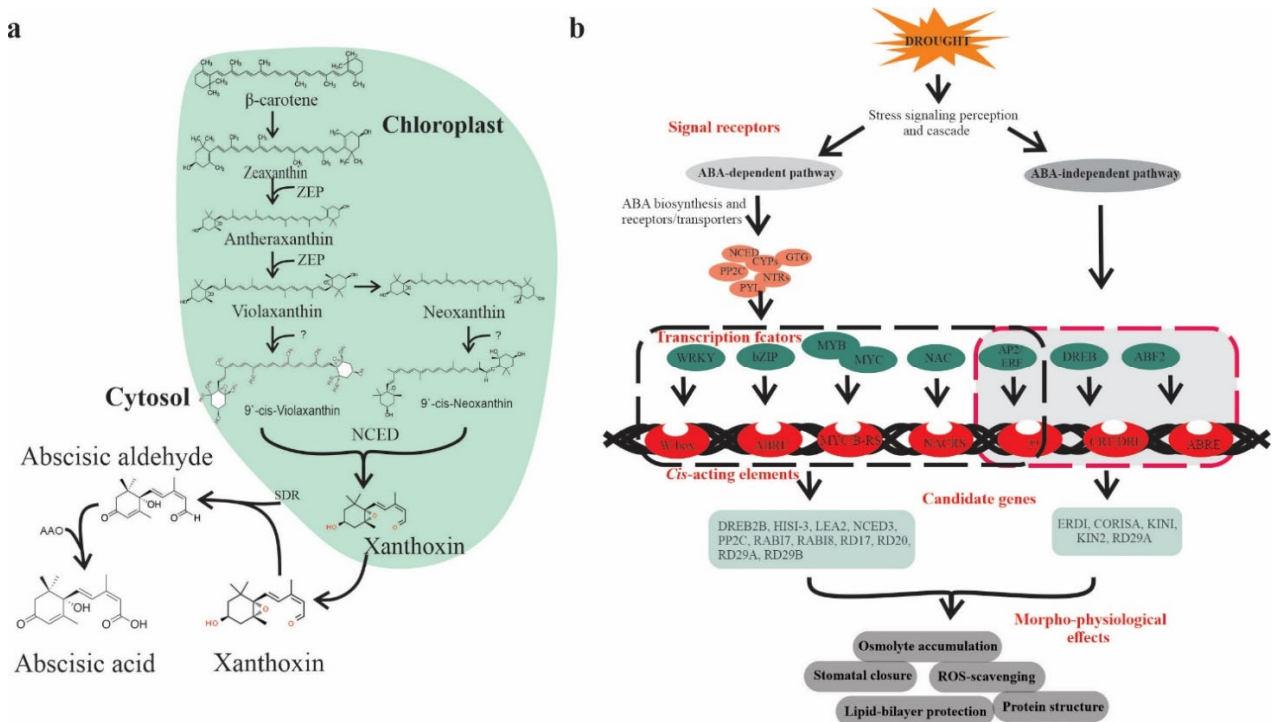 a
β-carotene
Chloroplast
Zeaxanthin
ZEP
Antheraxanthin
ZEP
Violaxanthin
Neoxanthin
?
?
Cytosol
9`-cis-Violaxanthin
9`-cis-Neoxanthin
NCED
Abscisic aldehyde
SDR
AAO
Xanthoxin
Abscisic acid
Xanthoxin
b
DROUGHT
Stress signaling perception
and cascade
Signal receptors
ABA-dependent pathway
ABA-independent pathway
ABA biosynthesis and
receptors/transporters
NCED
CYPs
GTG
PP2C
NTRs
PYL
Transcription fcators
WRKY
bZIP
MYB
MYC
NAC
AP2/
ERF
DREB
ABF2
W-box
ABRE
MYC/B-RS
NACRS
CRT/DRE
ABRE
Cis-acting elements
Candidate genes
DREB2B, HISI-3, LEA2, NCED3,
PP2C, RABI7, RABI8, RD17, RD20,
RD29A, RD29B
ERDI, CORISA, KINI,
KIN2, RD29A
Morpho-physiological
effects
Osmolyte accumulation
Stomatal closure
ROS-scavenging
Lipid-bilayer protection
Protein structure